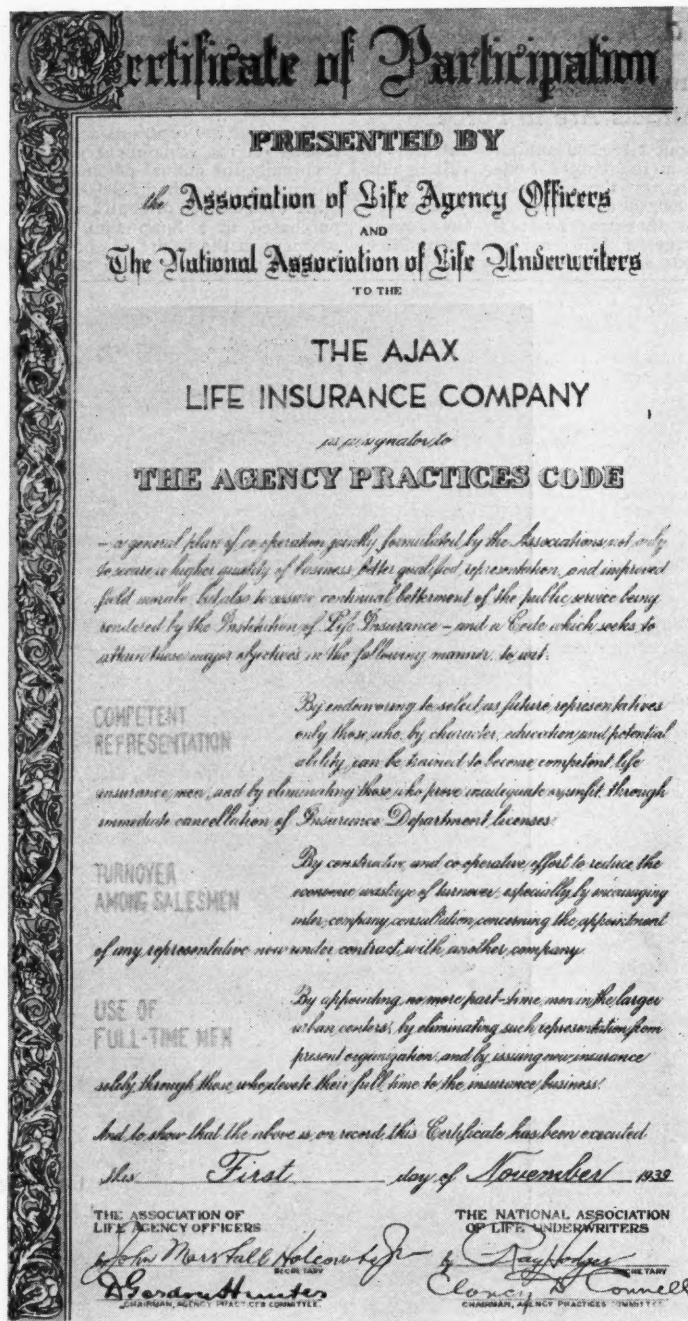 Certificate of Participation
PRESENTED BY
the Association of Life Agency Officers
AND
The National Association of Life Underwriters
TO THE
THE AJAX
LIFE INSURANCE COMPANY
as a signator to
THE AGENCY PRACTICES CODE
– a general plan of co-operation jointly formulated by the Associations, not only
to secure a higher quality of business, better qualified representation, and improved
field morale, but also to assure continual betterment of the public service being
rendered by the Institution of Life Insurance – and a Code which seeks to
attain these major objectives in the following manner, to wit:
COMPETENT
REPRESENTATION
By endeavoring to select as future representatives
only those who, by character, education and potential
ability, can be trained to become competent life
insurance men, and by eliminating those who prove inadequate or unfit through
immediate cancellation of Insurance Department licenses.
TURNOVER
AMONG SALESMEN
By constructive and co-operative effort to reduce the
economic wastage of turnover, especially by encouraging
inter-company consultation concerning the appointment
of any representative now under contract with another company.
USE OF
FULL-TIME MEN
By appointing no more part-time men in the larger
urban centers, by eliminating such representation from
present organization, and by issuing new insurance
solely through those who devote their full time to the insurance business.
And to show that the above is on record, this Certificate has been executed
this First day of November 1939
THE ASSOCIATION OF
LIFE AGENCY OFFICERS
by John Marshall Holcombe Jr
SECRETARY
D Gordon Hunter
CHAIRMAN, AGENCY PRACTICES COMMITTEE
THE NATIONAL ASSOCIATION
OF LIFE UNDERWRITERS
by Ray Hodges
SECRETARY
Clancy D Connell
CHAIRMAN, AGENCY PRACTICES COMMITTEE